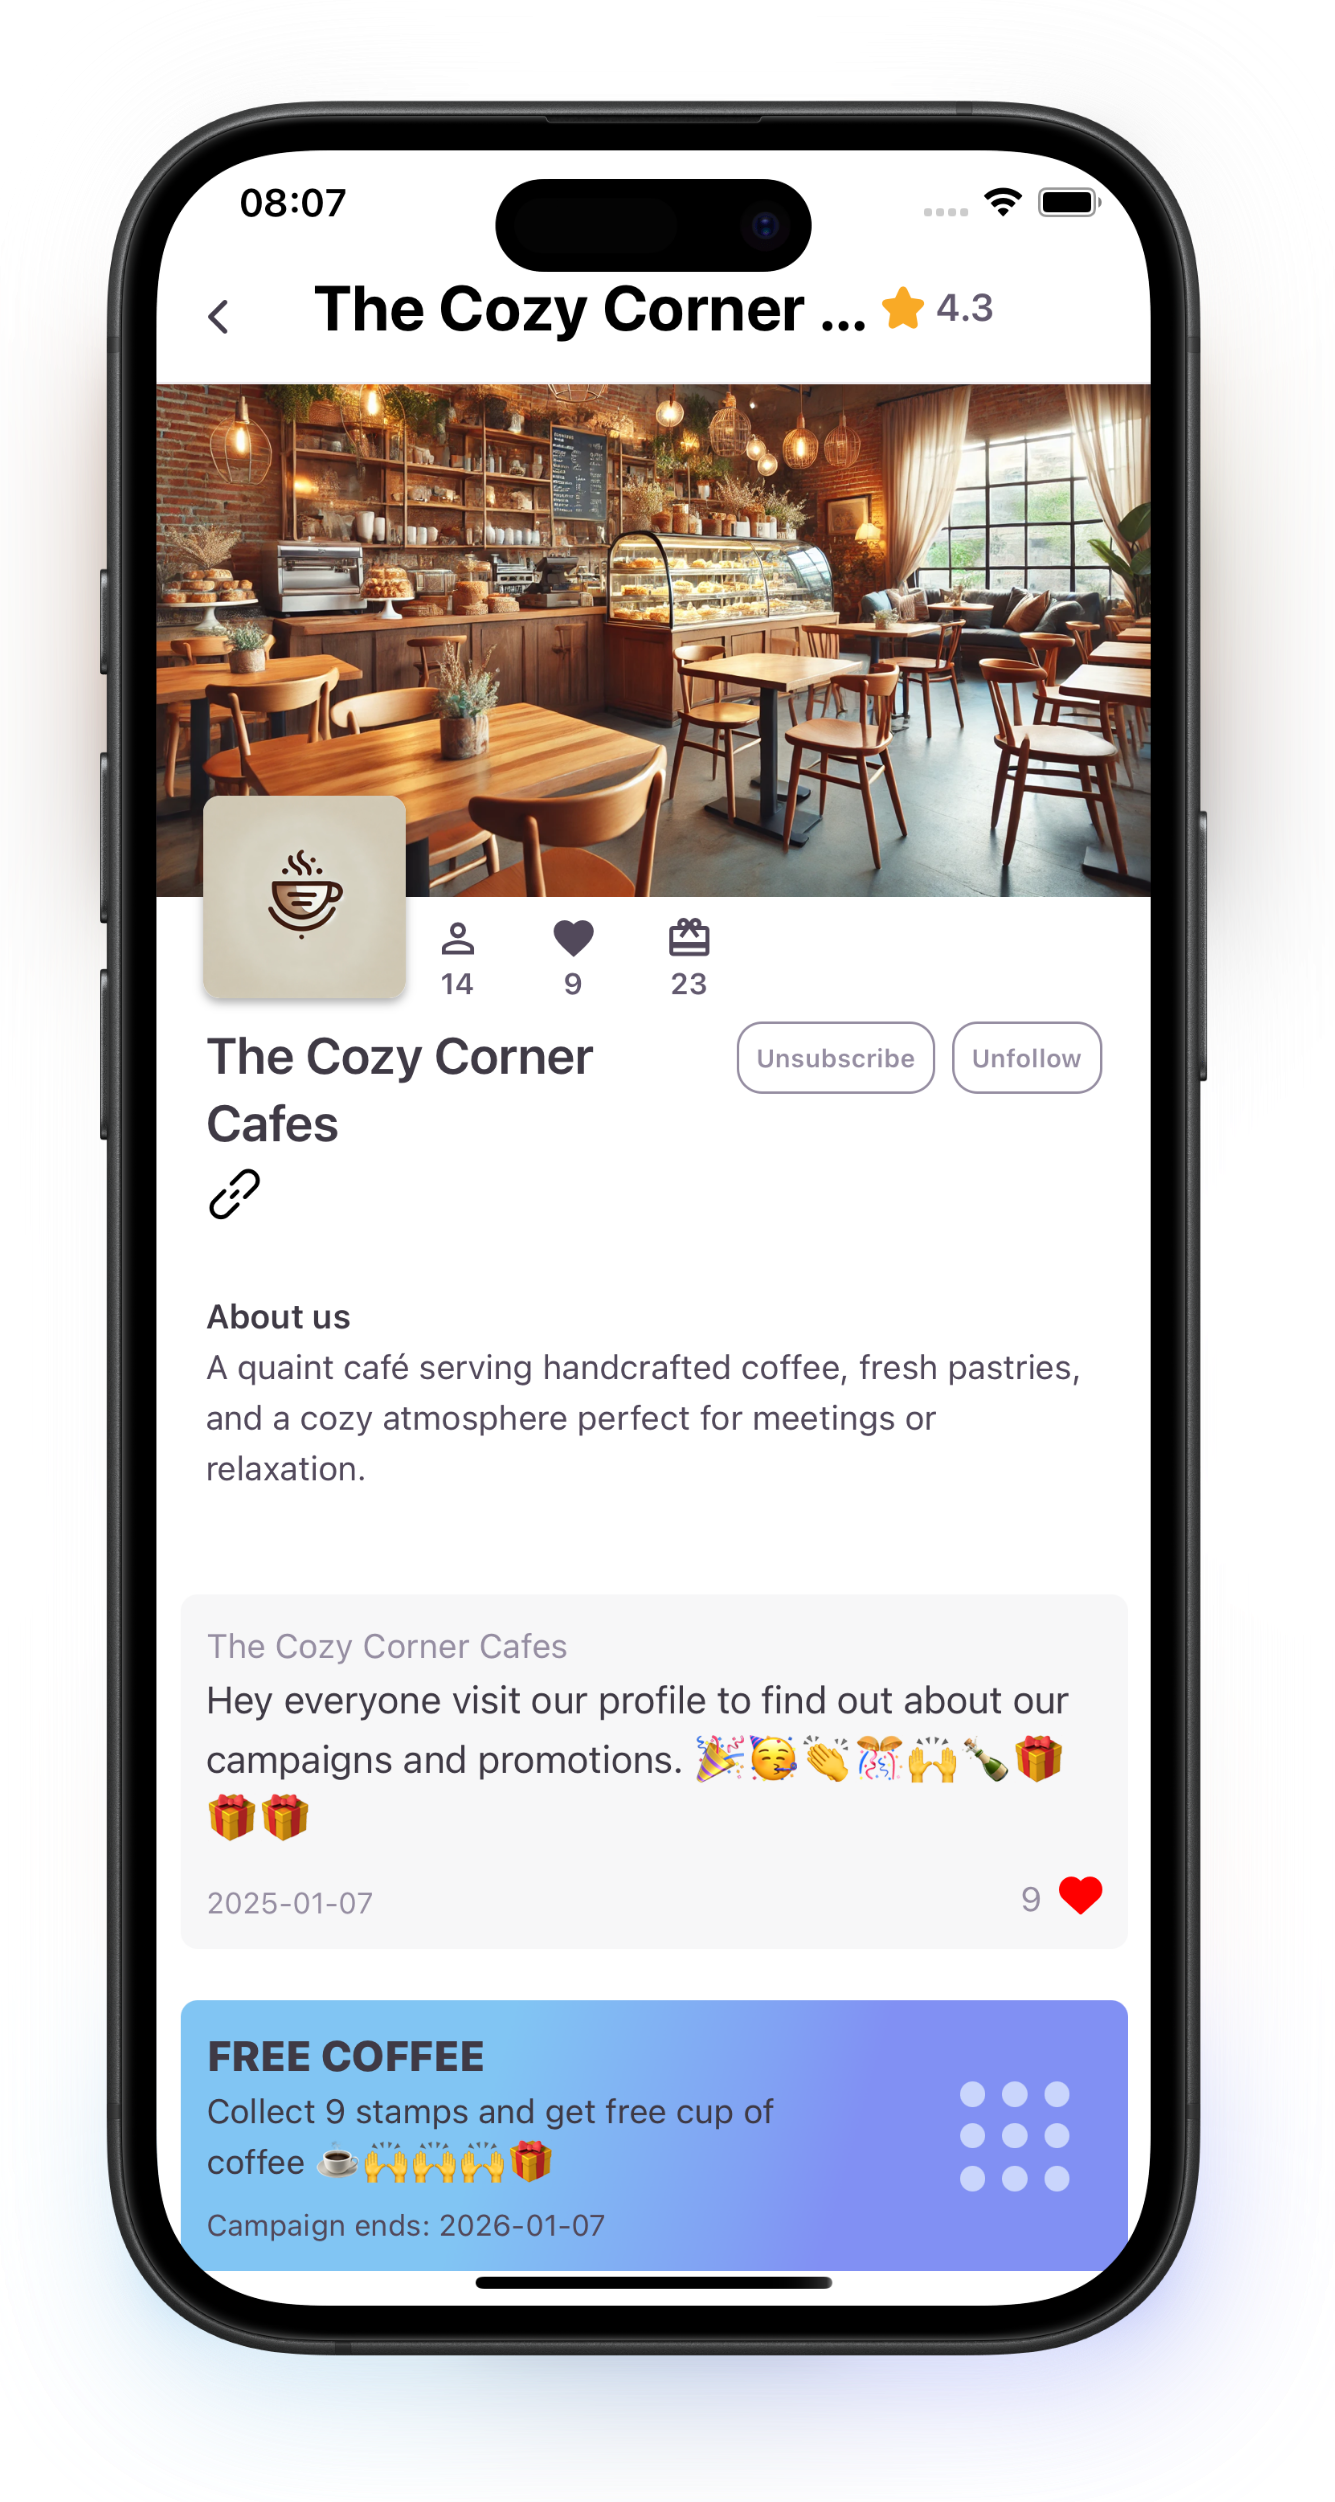 08:07
The Cozy Corner ... 4.3
14 9 23
The Cozy Corner
Cafes
Unsubscribe Unfollow
About us
A quaint café serving handcrafted coffee, fresh pastries,
and a cozy atmosphere perfect for meetings or
relaxation.
The Cozy Corner Cafes
Hey everyone visit our profile to find out about our
campaigns and promotions. 🎉🥳👏🎊🙌🍾🎁
🎁🎁
2025-01-07
9
FREE COFFEE
Collect 9 stamps and get free cup of
coffee ☕🙌🙌🙌🎁
Campaign ends: 2026-01-07